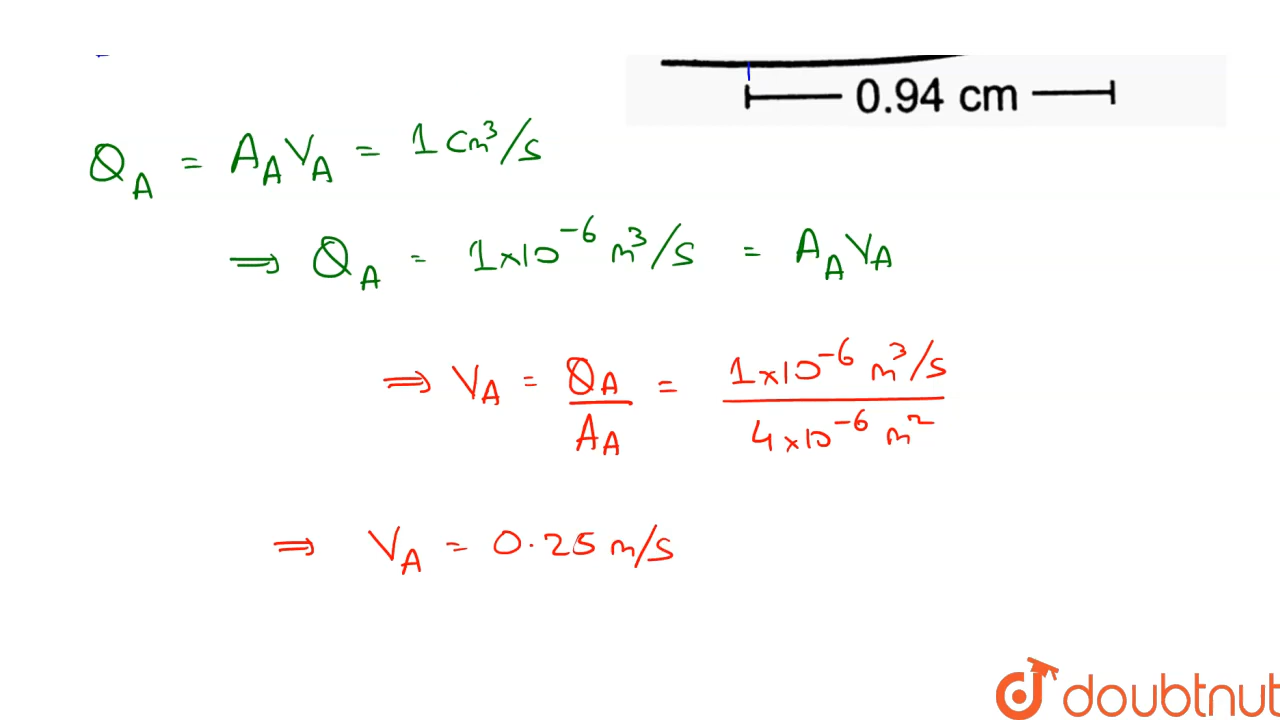 0.94 cm
Q_A = A_A V_A = 1 cm³/s
⇒ Q_A = 1×10⁻⁶ m³/s = A_A V_A
⇒ V_A = Q_A / A_A = 1×10⁻⁶ m³/s / 4×10⁻⁶ m²
⇒ V_A = 0.25 m/s
doubtnut